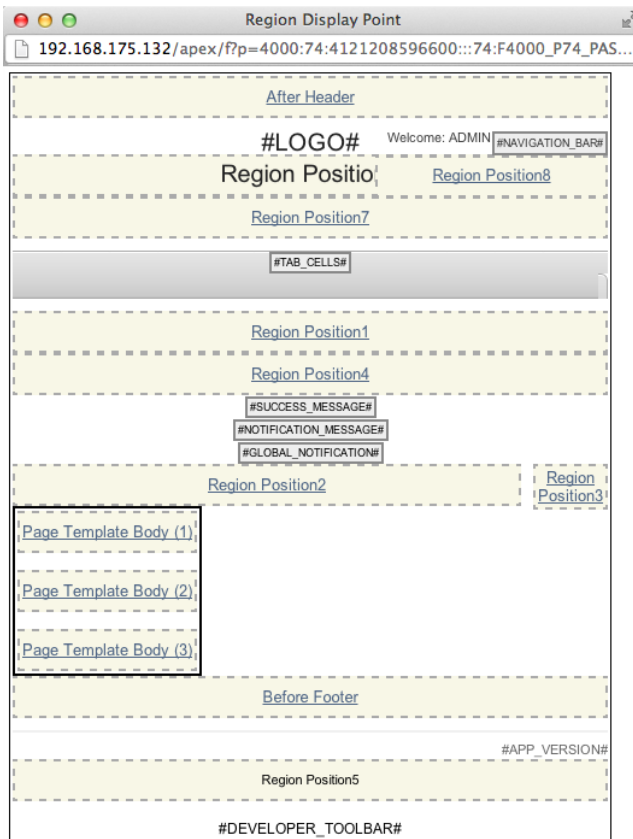 Region Display Point
192.168.175.132/apex/f?p=4000:74:4121208596600:::74:F4000_P74_PAS...
After Header
#LOGO# Welcome: ADMIN #NAVIGATION_BAR#
Region Positio Region Position8
Region Position7
#TAB_CELLS#
Region Position1
Region Position4
#SUCCESS_MESSAGE#
#NOTIFICATION_MESSAGE#
#GLOBAL_NOTIFICATION#
Region Position2 Region
Position3
Page Template Body (1)
Page Template Body (2)
Page Template Body (3)
Before Footer
#APP_VERSION#
Region Position5
#DEVELOPER_TOOLBAR#